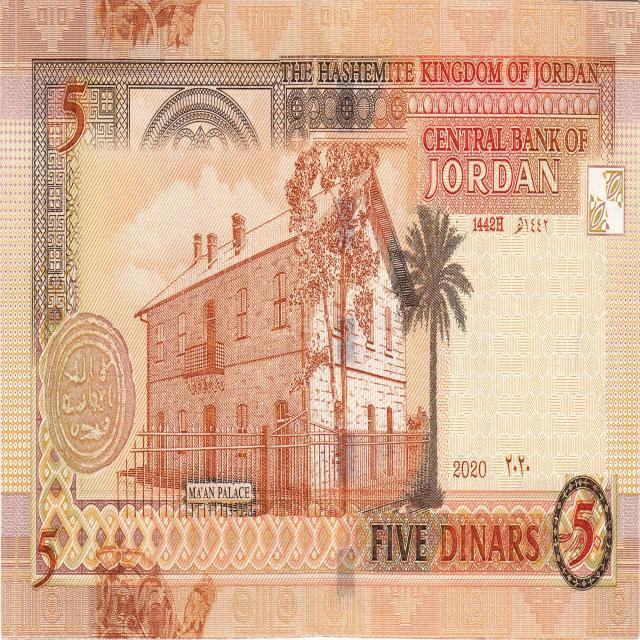 THE HASHEMITE KINGDOM OF JORDAN
5
CENTRAL BANK OF
JORDAN
1442H ١٤٤٢هـ
2020 ٢٠٢٠
MA'AN PALACE
5
FIVE DINARS
5